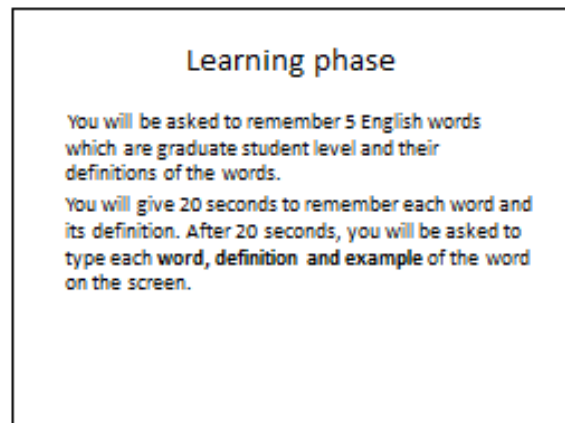 Learning phase
You will be asked to remember 5 English words
which are graduate student level and their
definitions of the words.
You will give 20 seconds to remember each word and
its definition. After 20 seconds, you will be asked to
type each word, definition and example of the word
on the screen.